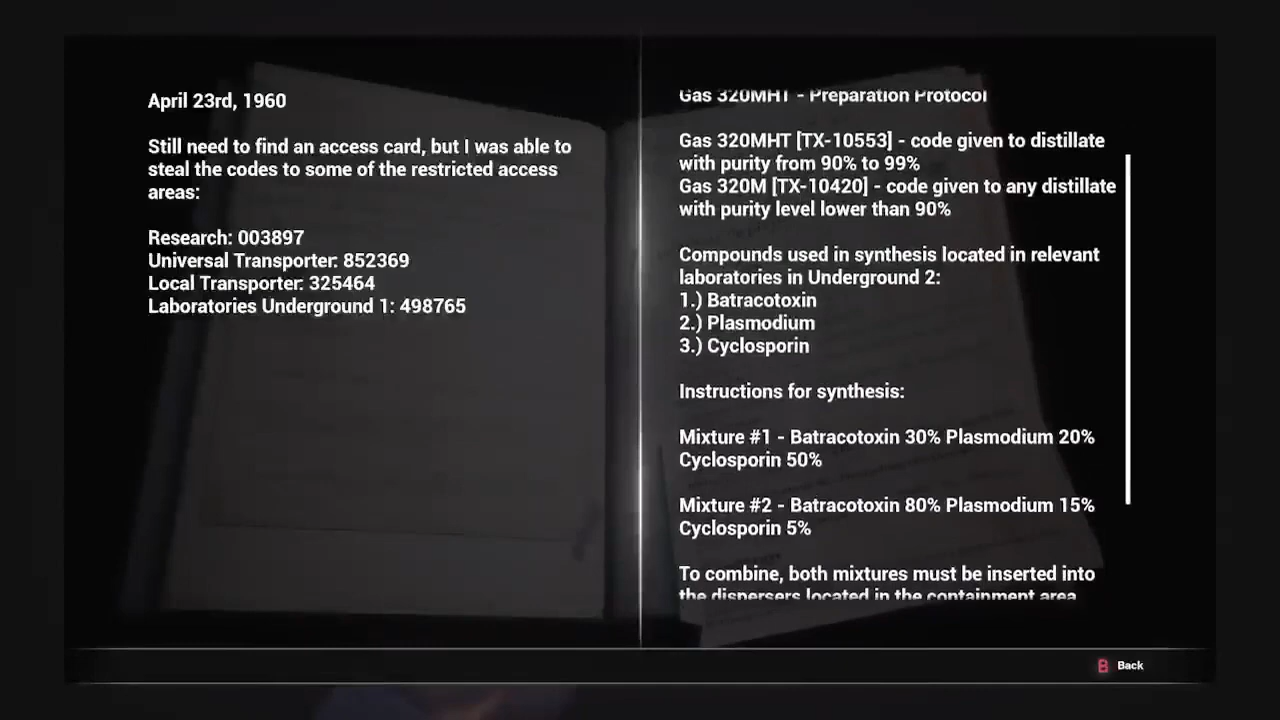 April 23rd, 1960
Still need to find an access card, but I was able to
steal the codes to some of the restricted access
areas:
Research: 003897
Universal Transporter: 852369
Local Transporter: 325464
Laboratories Underground 1: 498765
Gas 320MHT - Preparation Protocol
Gas 320MHT [TX-10553] - code given to distillate
with purity from 90% to 99%
Gas 320M [TX-10420] - code given to any distillate
with purity level lower than 90%
Compounds used in synthesis located in relevant
laboratories in Underground 2:
1.) Batracotoxin
2.) Plasmodium
3.) Cyclosporin
Instructions for synthesis:
Mixture #1 - Batracotoxin 30% Plasmodium 20%
Cyclosporin 50%
Mixture #2 - Batracotoxin 80% Plasmodium 15%
Cyclosporin 5%
To combine, both mixtures must be inserted into
the dispersers located in the containment area
B Back